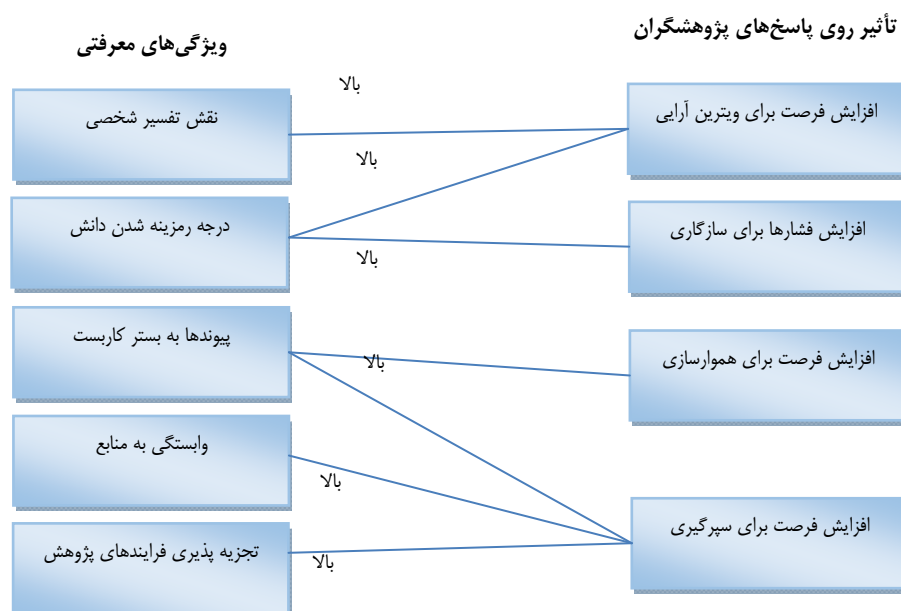 تأثیر روی پاسخ‌های پژوهشگران
ویژگی‌های معرفتی
افزایش فرصت برای ویترین آرایی
بالا
نقش تفسیر شخصی
بالا
افزایش فشارها برای سازگاری
بالا
درجه رمزینه شدن دانش
افزایش فرصت برای هموارسازی
بالا
پیوندها به بستر کاربست
وابستگی به منابع
بالا
افزایش فرصت برای سپرگیری
بالا
تجزیه پذیری فرایندهای پژوهش